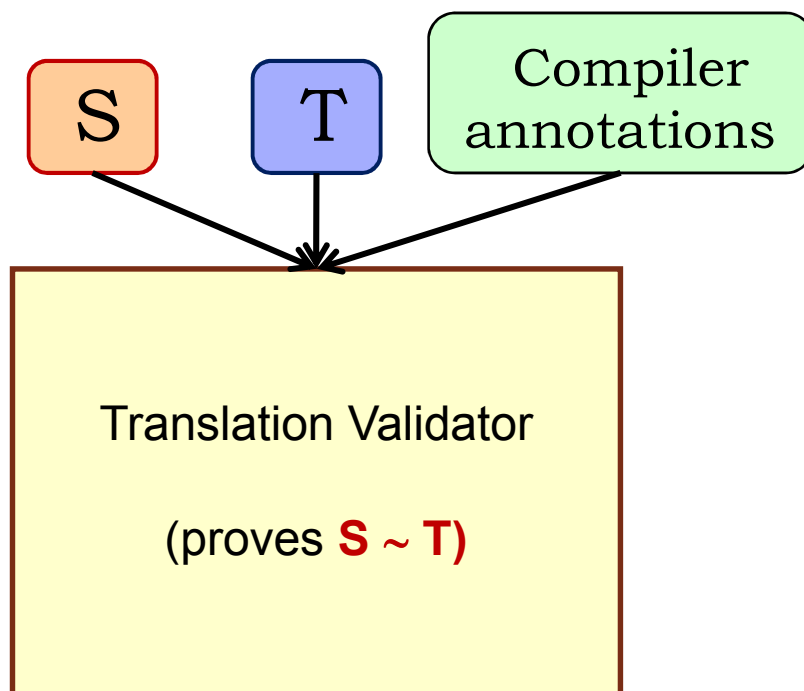 S
T
Compiler
annotations
Translation Validator
(proves S ~ T)